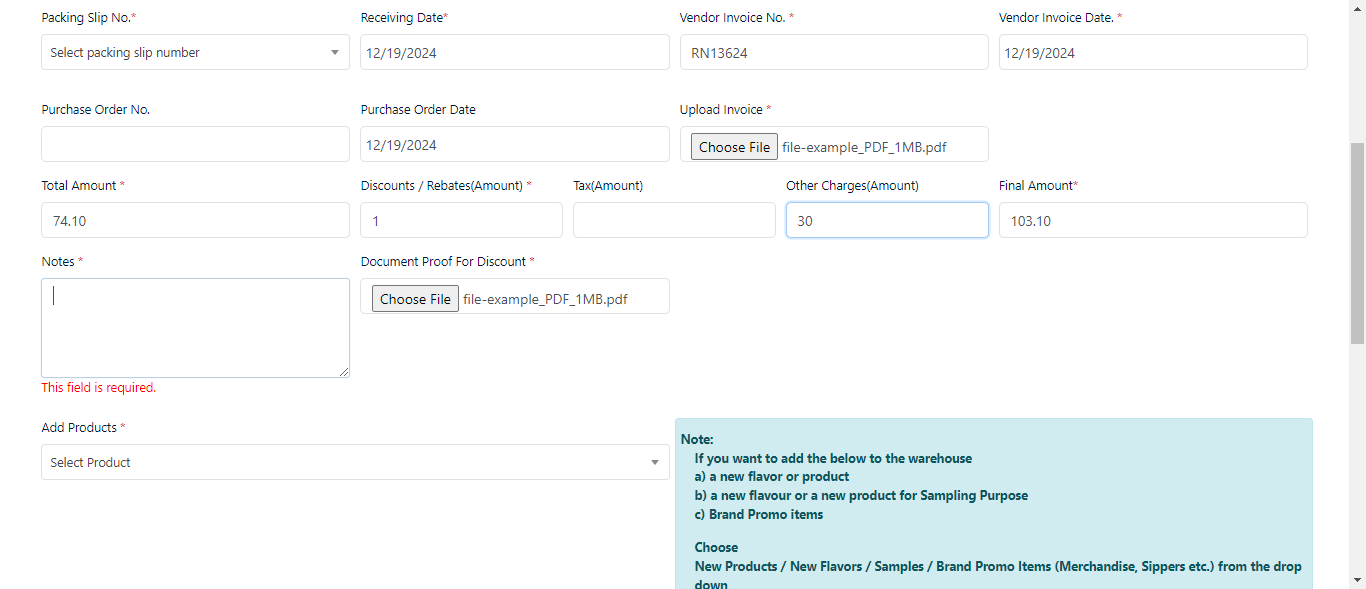 Packing Slip No.* Receiving Date* Vendor Invoice No. * Vendor Invoice Date. *
Select packing slip number 12/19/2024 RN13624 12/19/2024
Purchase Order No. Purchase Order Date Upload Invoice *
12/19/2024 Choose File file-example_PDF_1MB.pdf
Total Amount * Discounts / Rebates(Amount) * Tax(Amount) Other Charges(Amount) Final Amount*
74.10 1 30 103.10
Notes * Document Proof For Discount *
Choose File file-example_PDF_1MB.pdf
This field is required.
Add Products *
Select Product
Note:
If you want to add the below to the warehouse
a) a new flavor or product
b) a new flavour or a new product for Sampling Purpose
c) Brand Promo items
Choose
New Products / New Flavors / Samples / Brand Promo Items (Merchandise, Sippers etc.) from the drop
down